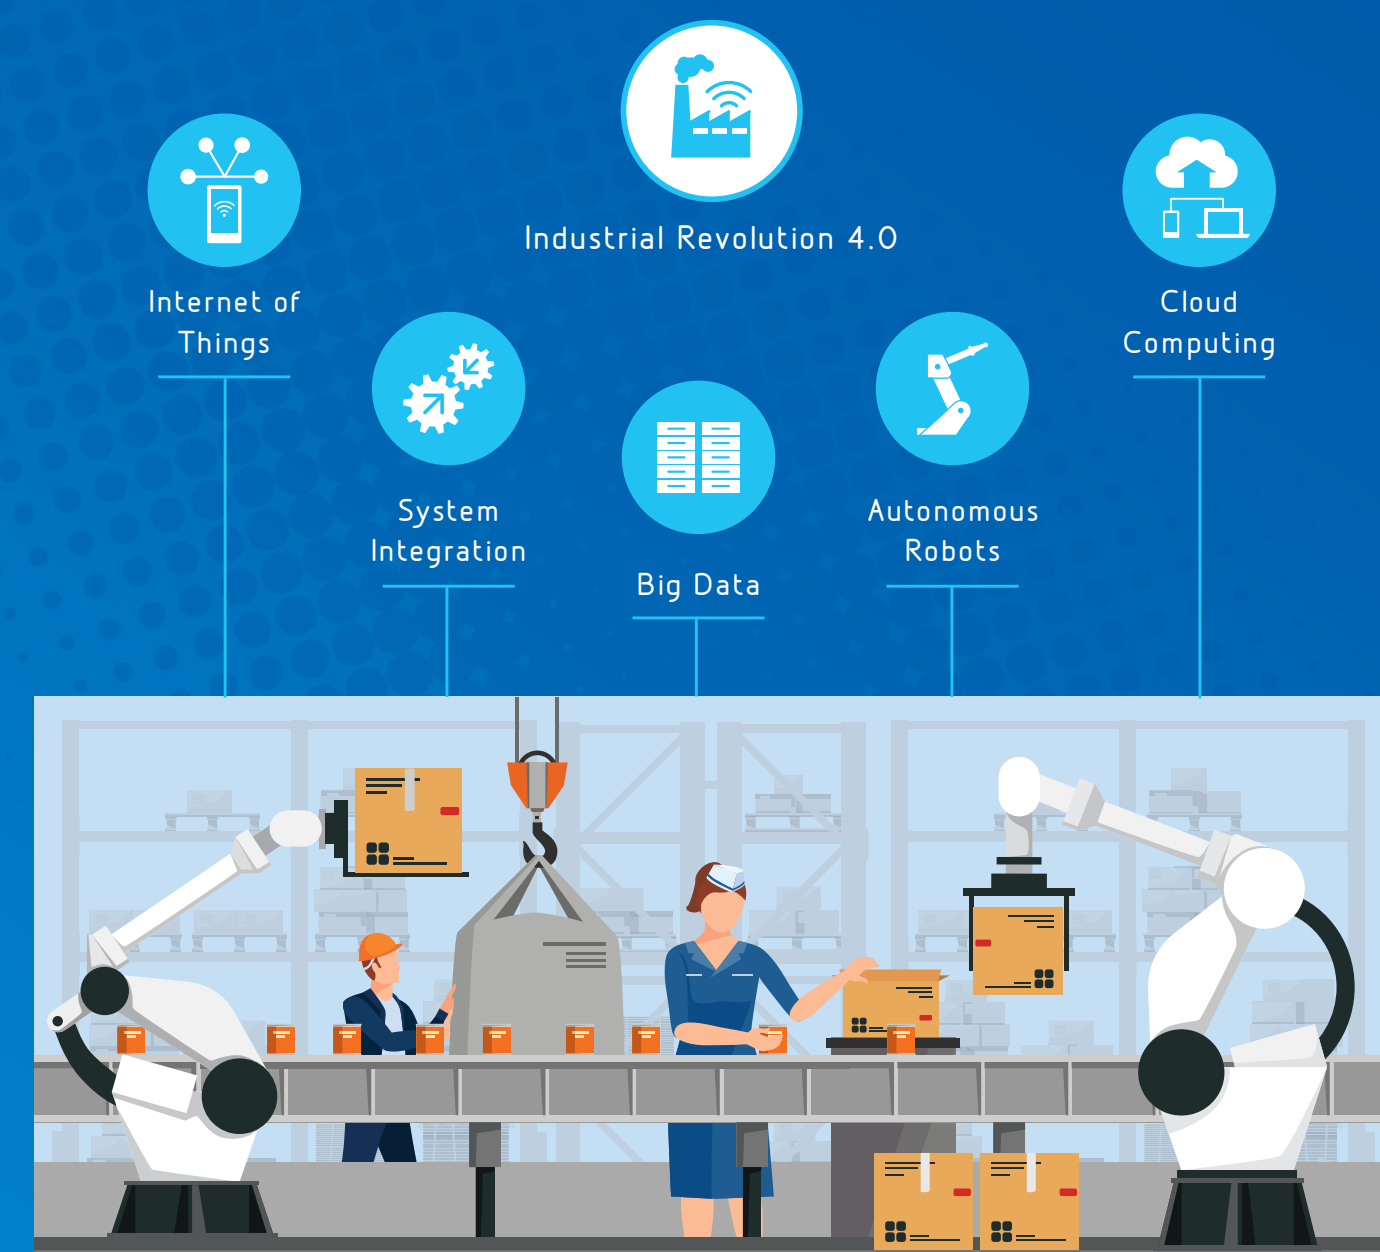 Industrial Revolution 4.0
Internet of
Things
Cloud
Computing
System
Integration
Autonomous
Robots
Big Data